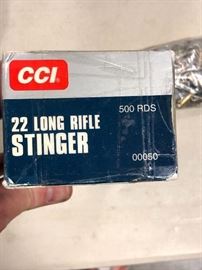 CCI
500 RDS
22 LONG RIFLE
STINGER
00050